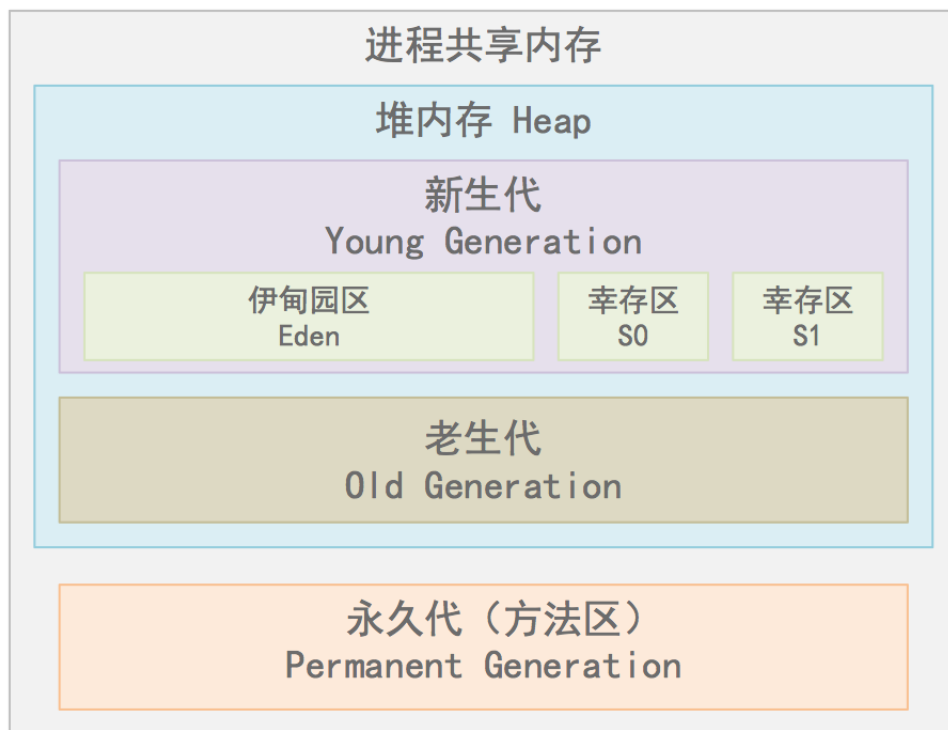 进程共享内存
堆内存 Heap
新生代
Young Generation
伊甸园区
Eden
幸存区
S0
幸存区
S1
老生代
Old Generation
永久代（方法区）
Permanent Generation